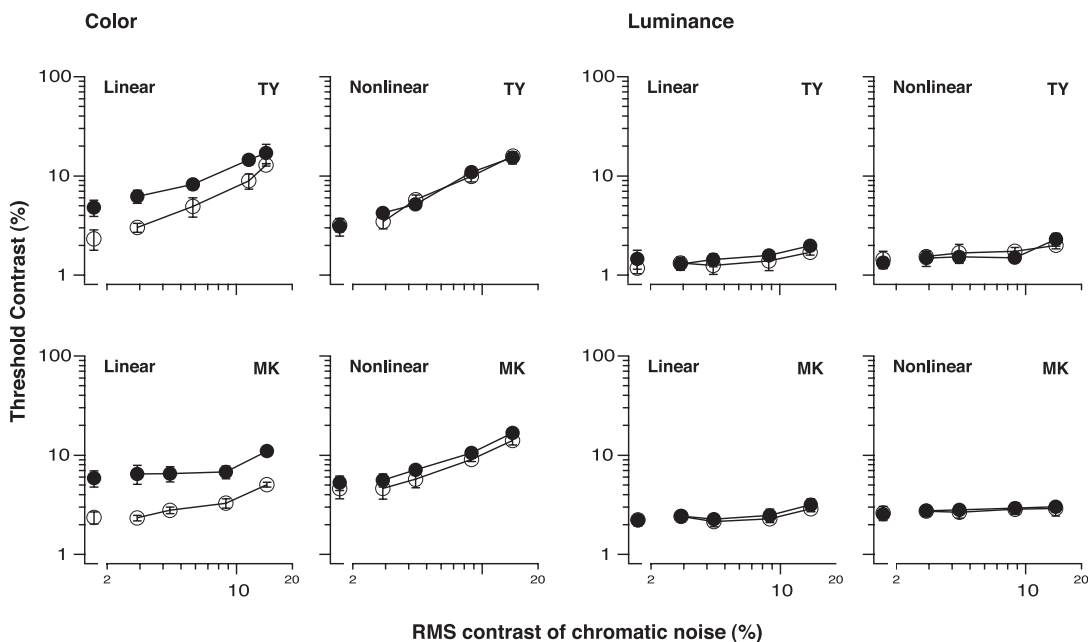 Color
Luminance
Threshold Contrast (%)
100
10
1
Linear
TY
Nonlinear
TY
100
10
1
Linear
TY
Nonlinear
TY
100
10
1
Linear
MK
Nonlinear
MK
100
10
1
Linear
MK
Nonlinear
MK
2
10
20
2
20
2
10
20
2
10
20
RMS contrast of chromatic noise (%)